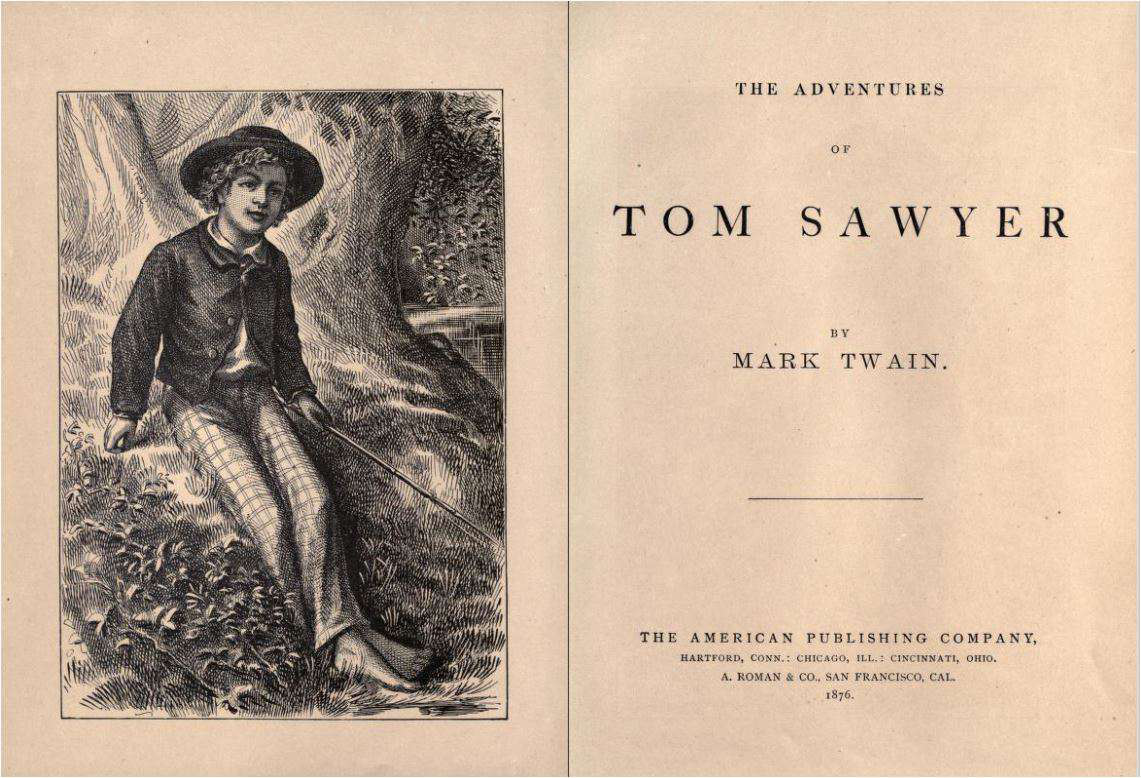 THE ADVENTURES
OF
TOM SAWYER
BY
MARK TWAIN.
THE AMERICAN PUBLISHING COMPANY,
HARTFORD, CONN.: CHICAGO, ILL.: CINCINNATI, OHIO.
A. ROMAN & CO., SAN FRANCISCO, CAL.
1876.